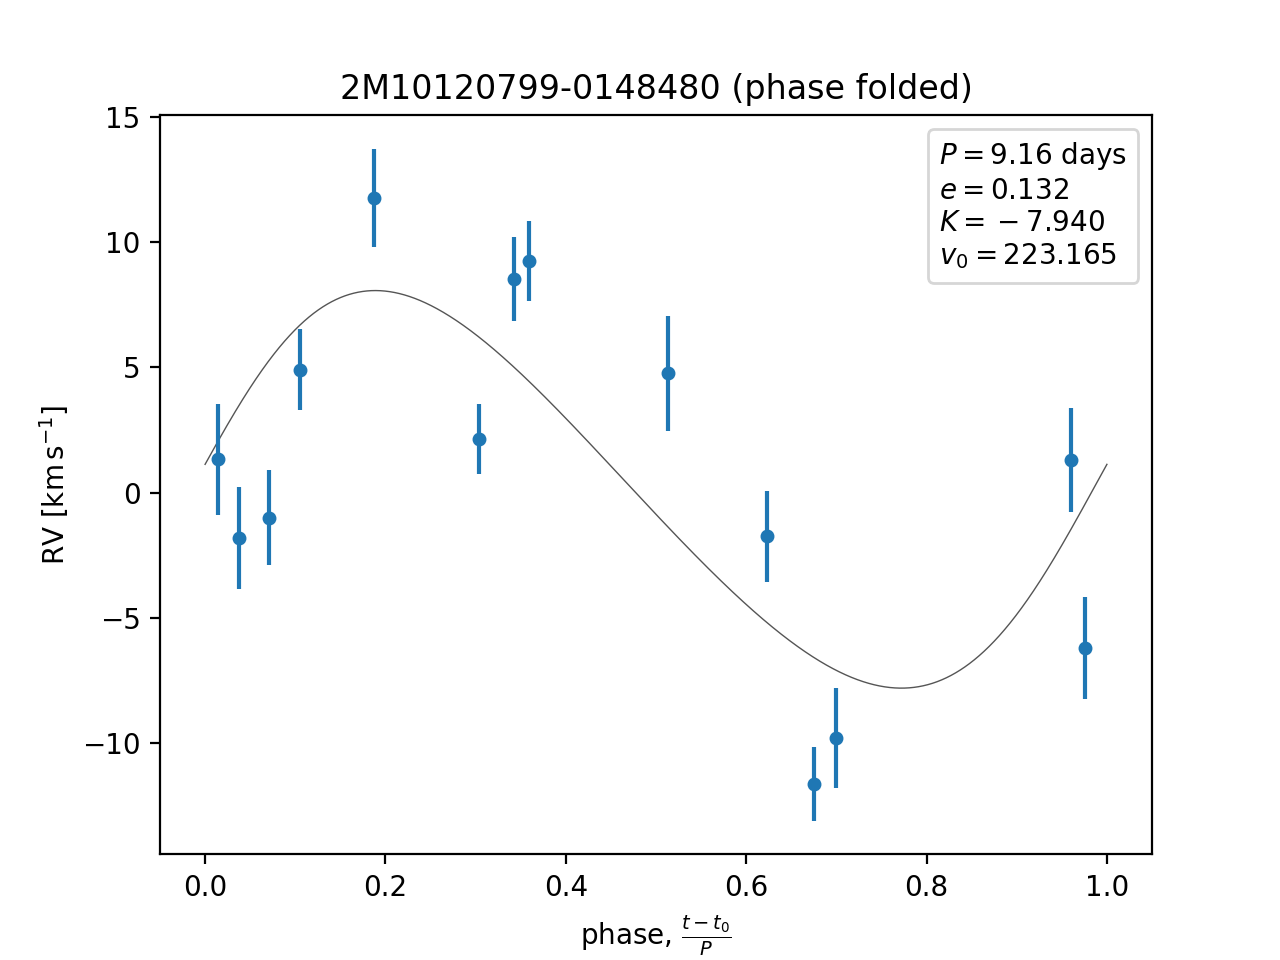 2M10120799-0148480 (phase folded)
P = 9.16 days
e = 0.132
K = −7.940
v₀ = 223.165
15
10
5
0
−5
−10
RV [km s⁻¹]
0.0 0.2 0.4 0.6 0.8 1.0
phase, (t − t₀)/P